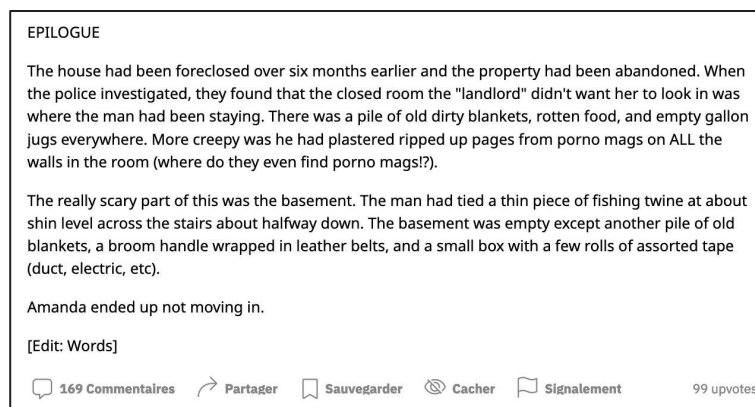 EPILOGUE
The house had been foreclosed over six months earlier and the property had been abandoned. When
the police investigated, they found that the closed room the "landlord" didn't want her to look in was
where the man had been staying. There was a pile of old dirty blankets, rotten food, and empty gallon
jugs everywhere. More creepy was he had plastered ripped up pages from porno mags on ALL the
walls in the room (where do they even find porno mags!?).
The really scary part of this was the basement. The man had tied a thin piece of fishing twine at about
shin level across the stairs about halfway down. The basement was empty except another pile of old
blankets, a broom handle wrapped in leather belts, and a small box with a few rolls of assorted tape
(duct, electric, etc).
Amanda ended up not moving in.
[Edit: Words]
169 Commentaires Partager Sauvegarder Cacher Signalement 99 upvotes